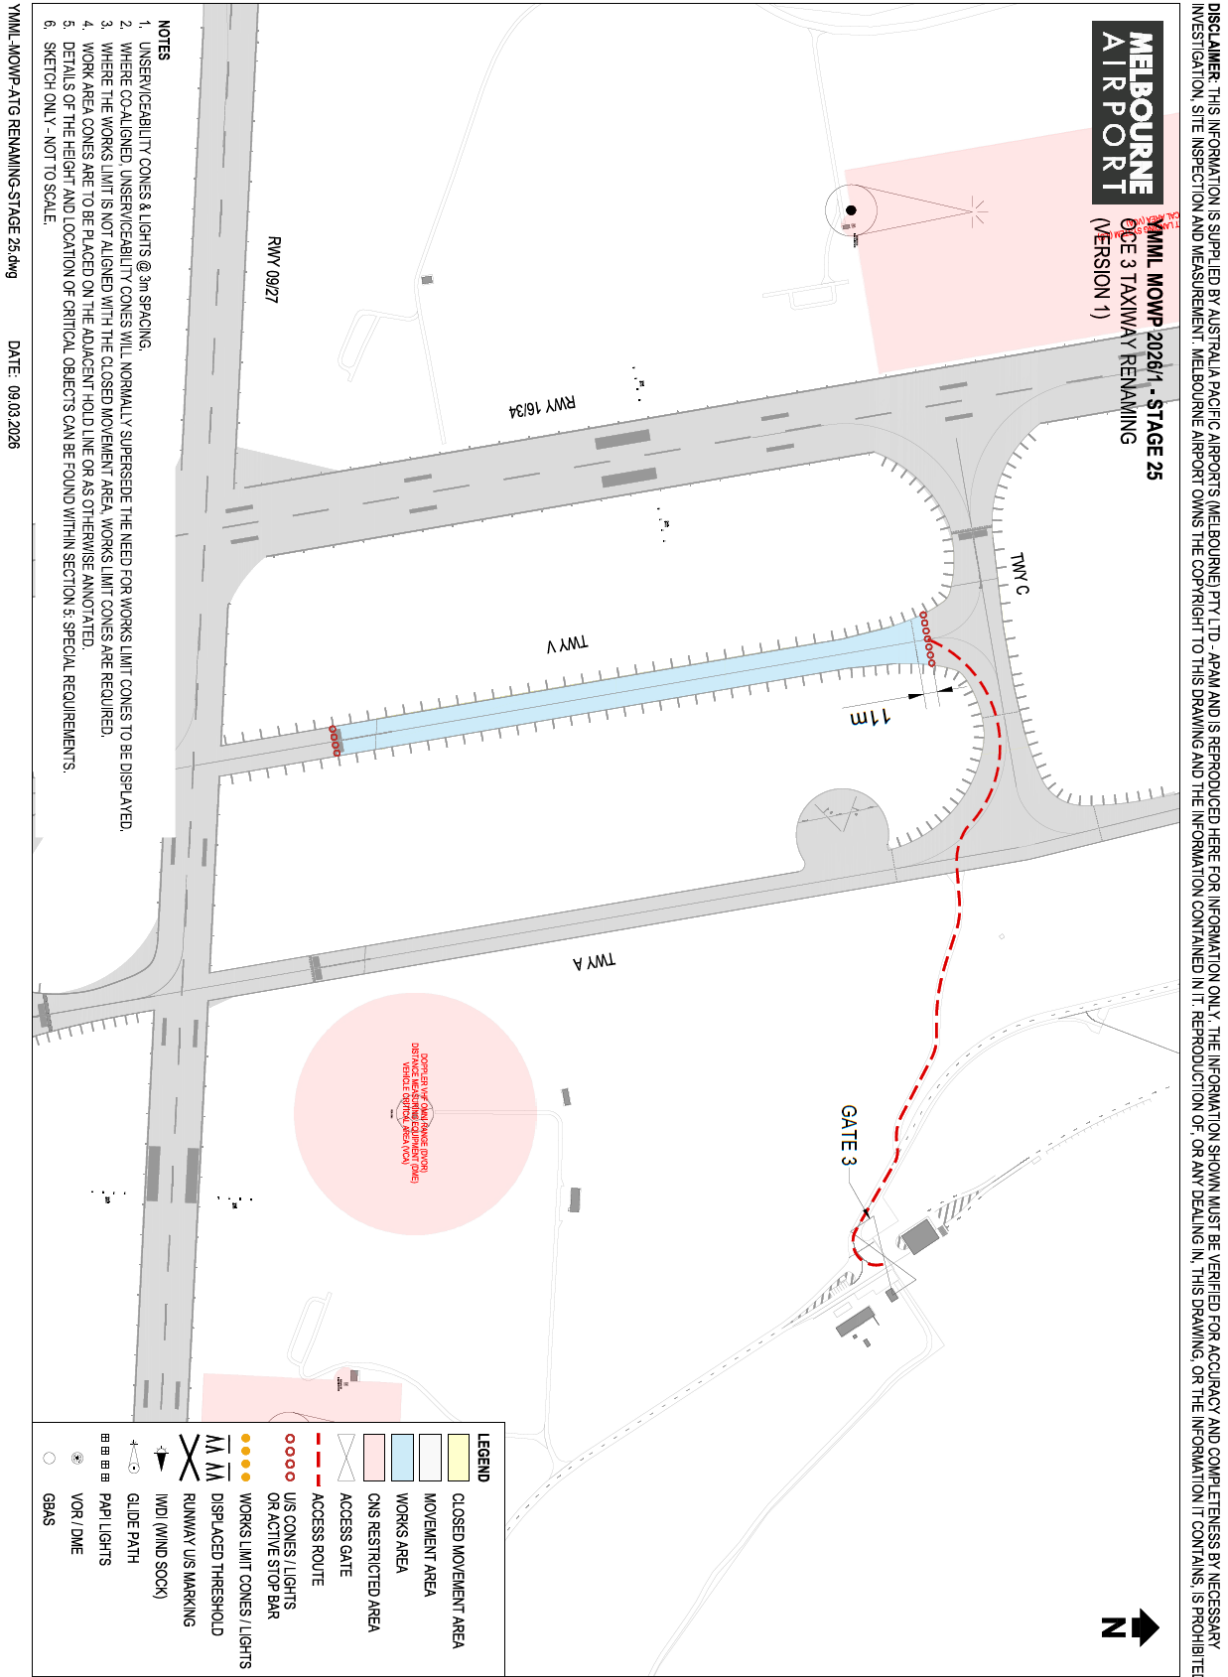 DISCLAIMER: THIS INFORMATION IS SUPPLIED BY AUSTRALIA PACIFIC AIRPORTS (MELBOURNE) PTY LTD - APAM AND IS REPRODUCED HERE FOR INFORMATION ONLY. THE INFORMATION SHOWN MUST BE VERIFIED FOR ACCURACY AND COMPLETENESS BY NECESSARY
INVESTIGATION, SITE INSPECTION AND MEASUREMENT. MELBOURNE AIRPORT OWNS THE COPYRIGHT TO THIS DRAWING AND THE INFORMATION CONTAINED IN IT. REPRODUCTION OF, OR ANY DEALING IN, THIS DRAWING, OR THE INFORMATION IT CONTAINS, IS PROHIBITED
MELBOURNE
AIRPORT
YMML MOWP 2026/1 - STAGE 25
OCE 3 TAXIWAY RENAMING
(VERSION 1)
N
TWY C
11m
GATE 3
RWY 16/34
TWY V
TWY A
DOPPLER VHF OMNI-RANGE (DVOR)
DISTANCE MEASURING EQUIPMENT (DME)
VEHICLE CRITICAL AREA (VCA)
RWY 09/27
NOTES
1. UNSERVICEABILITY CONES & LIGHTS @ 3m SPACING.
2. WHERE CO-ALIGNED, UNSERVICEABILITY CONES WILL NORMALLY SUPERSEDE THE NEED FOR WORKS LIMIT CONES TO BE DISPLAYED.
3. WHERE THE WORKS LIMIT IS NOT ALIGNED WITH THE CLOSED MOVEMENT AREA, WORKS LIMIT CONES ARE REQUIRED.
4. WORK AREA CONES ARE TO BE PLACED ON THE ADJACENT HOLD LINE OR AS OTHERWISE ANNOTATED.
5. DETAILS OF THE HEIGHT AND LOCATION OF CRITICAL OBJECTS CAN BE FOUND WITHIN SECTION 5: SPECIAL REQUIREMENTS.
6. SKETCH ONLY - NOT TO SCALE.
LEGEND
CLOSED MOVEMENT AREA
MOVEMENT AREA
WORKS AREA
CNS RESTRICTED AREA
ACCESS GATE
ACCESS ROUTE
U/S CONES / LIGHTS
OR ACTIVE STOP BAR
WORKS LIMIT CONES / LIGHTS
DISPLACED THRESHOLD
RUNWAY U/S MARKING
IWDI (WIND SOCK)
GLIDE PATH
PAPI LIGHTS
VOR / DME
GBAS
YMML-MOWP-ATG RENAMING-STAGE 25.dwg
DATE: 09.03.2026